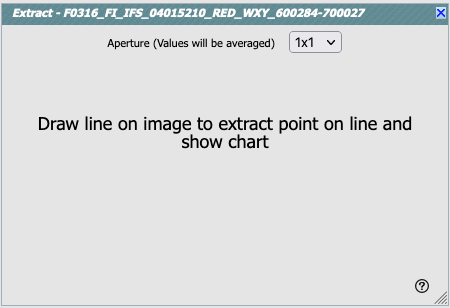 Extract - F0316_FI_IFS_04015210_RED_WXY_600284-700027
Aperture (Values will be averaged) 1x1
Draw line on image to extract point on line and
show chart
?